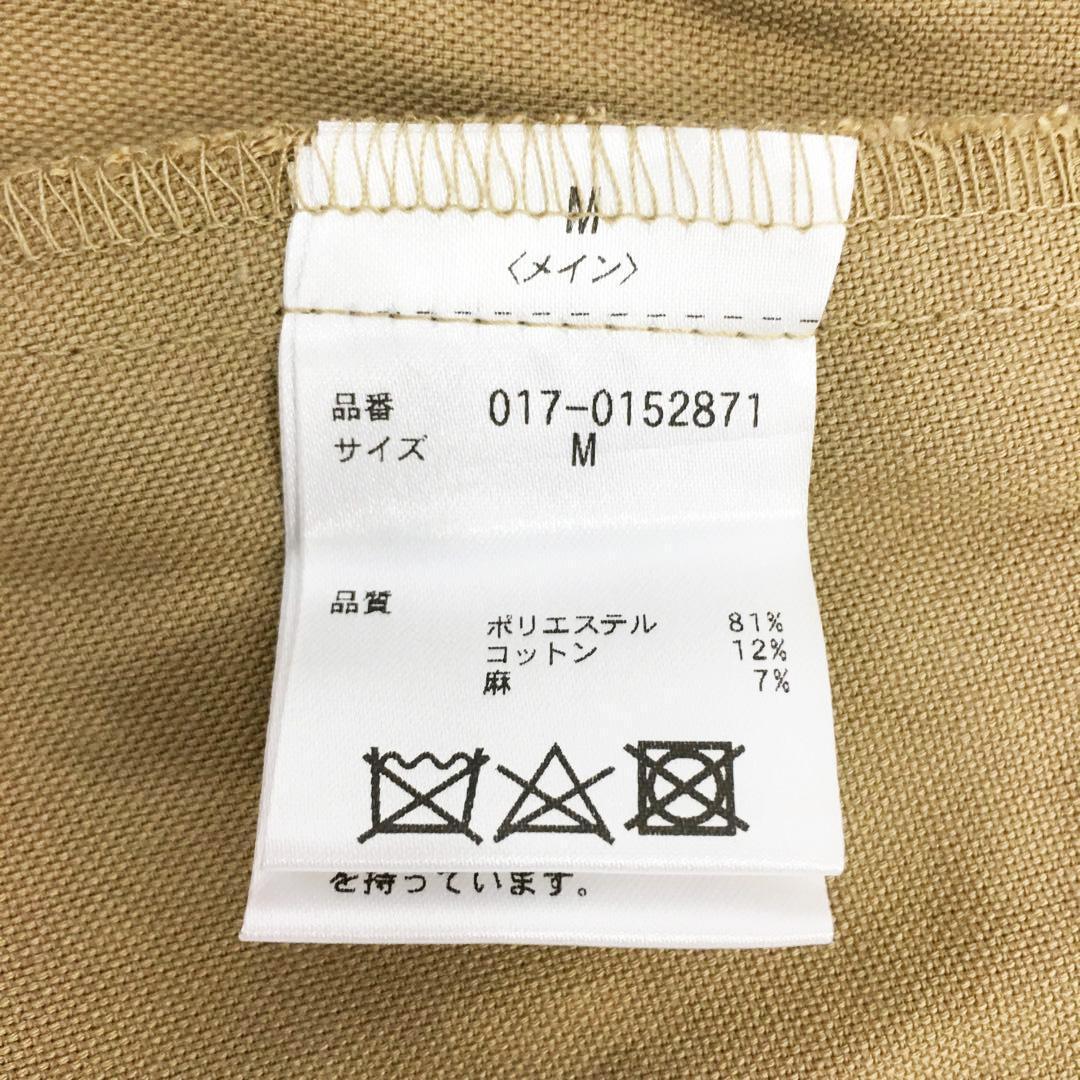 M
〈メイン〉
品番 017-0152871
サイズ M
品質
ポリエステル 81%
コットン 12%
麻 7%
を持っています。